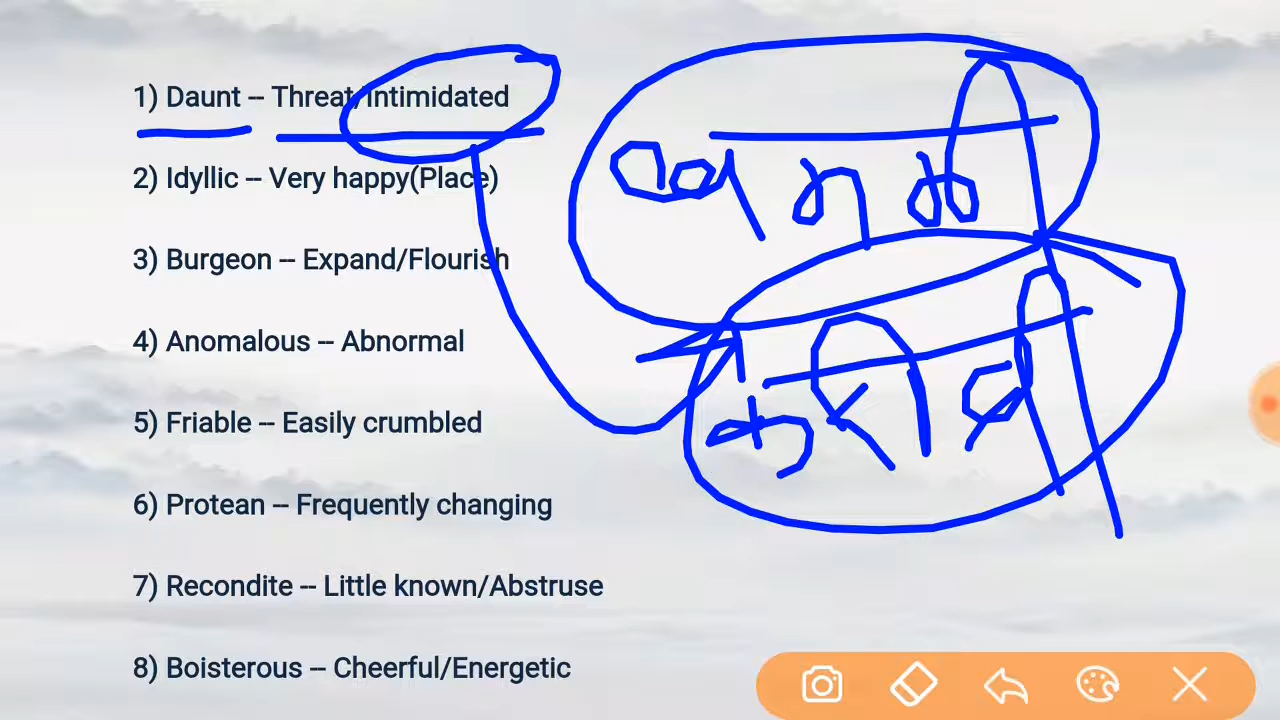 1) Daunt -- Threat/Intimidated
2) Idyllic -- Very happy(Place)
3) Burgeon -- Expand/Flourish
4) Anomalous -- Abnormal
5) Friable -- Easily crumbled
6) Protean -- Frequently changing
7) Recondite -- Little known/Abstruse
8) Boisterous -- Cheerful/Energetic